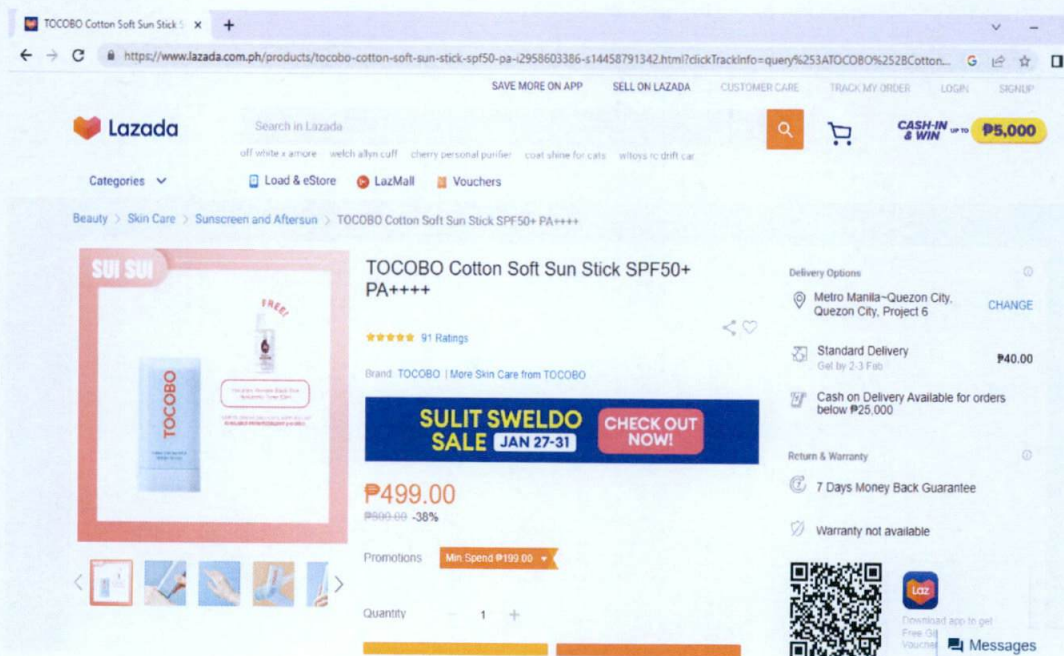 TOCOBO Cotton Soft Sun Stick S
https://www.lazada.com.ph/products/tocobo-cotton-soft-sun-stick-spf50-pa-i2958603386-s14458791342.html?clickTrackInfo=query%253ATOCOBO%2528Cotton...
SAVE MORE ON APP SELL ON LAZADA CUSTOMER CARE TRACK MY ORDER LOGIN SIGNUP
Lazada
Search in Lazada
CASH-IN & WIN UP TO ₱5,000
off white x amore welch allyn cuff cherry personal purifier coat shine for cats wltoys rc drift car
Categories Load & eStore LazMall Vouchers
Beauty > Skin Care > Sunscreen and Aftersun > TOCOBO Cotton Soft Sun Stick SPF50+ PA++++
SUI SUI
FREE!
TOCOBO
TOCOBO Cotton Soft Sun Stick SPF50+
PA++++
91 Ratings
Brand: TOCOBO | More Skin Care from TOCOBO
SULIT SWELDO
SALE JAN 27-31
CHECK OUT
NOW!
₱499.00
₱800.00 -38%
Promotions Min Spend ₱199.00
Quantity − 1 +
Delivery Options
Metro Manila~Quezon City,
Quezon City, Project 6
CHANGE
Standard Delivery ₱40.00
Get by 2-3 Feb
Cash on Delivery Available for orders
below ₱25,000
Return & Warranty
7 Days Money Back Guarantee
Warranty not available
Laz
Download app to get
Free
Voucher
Messages